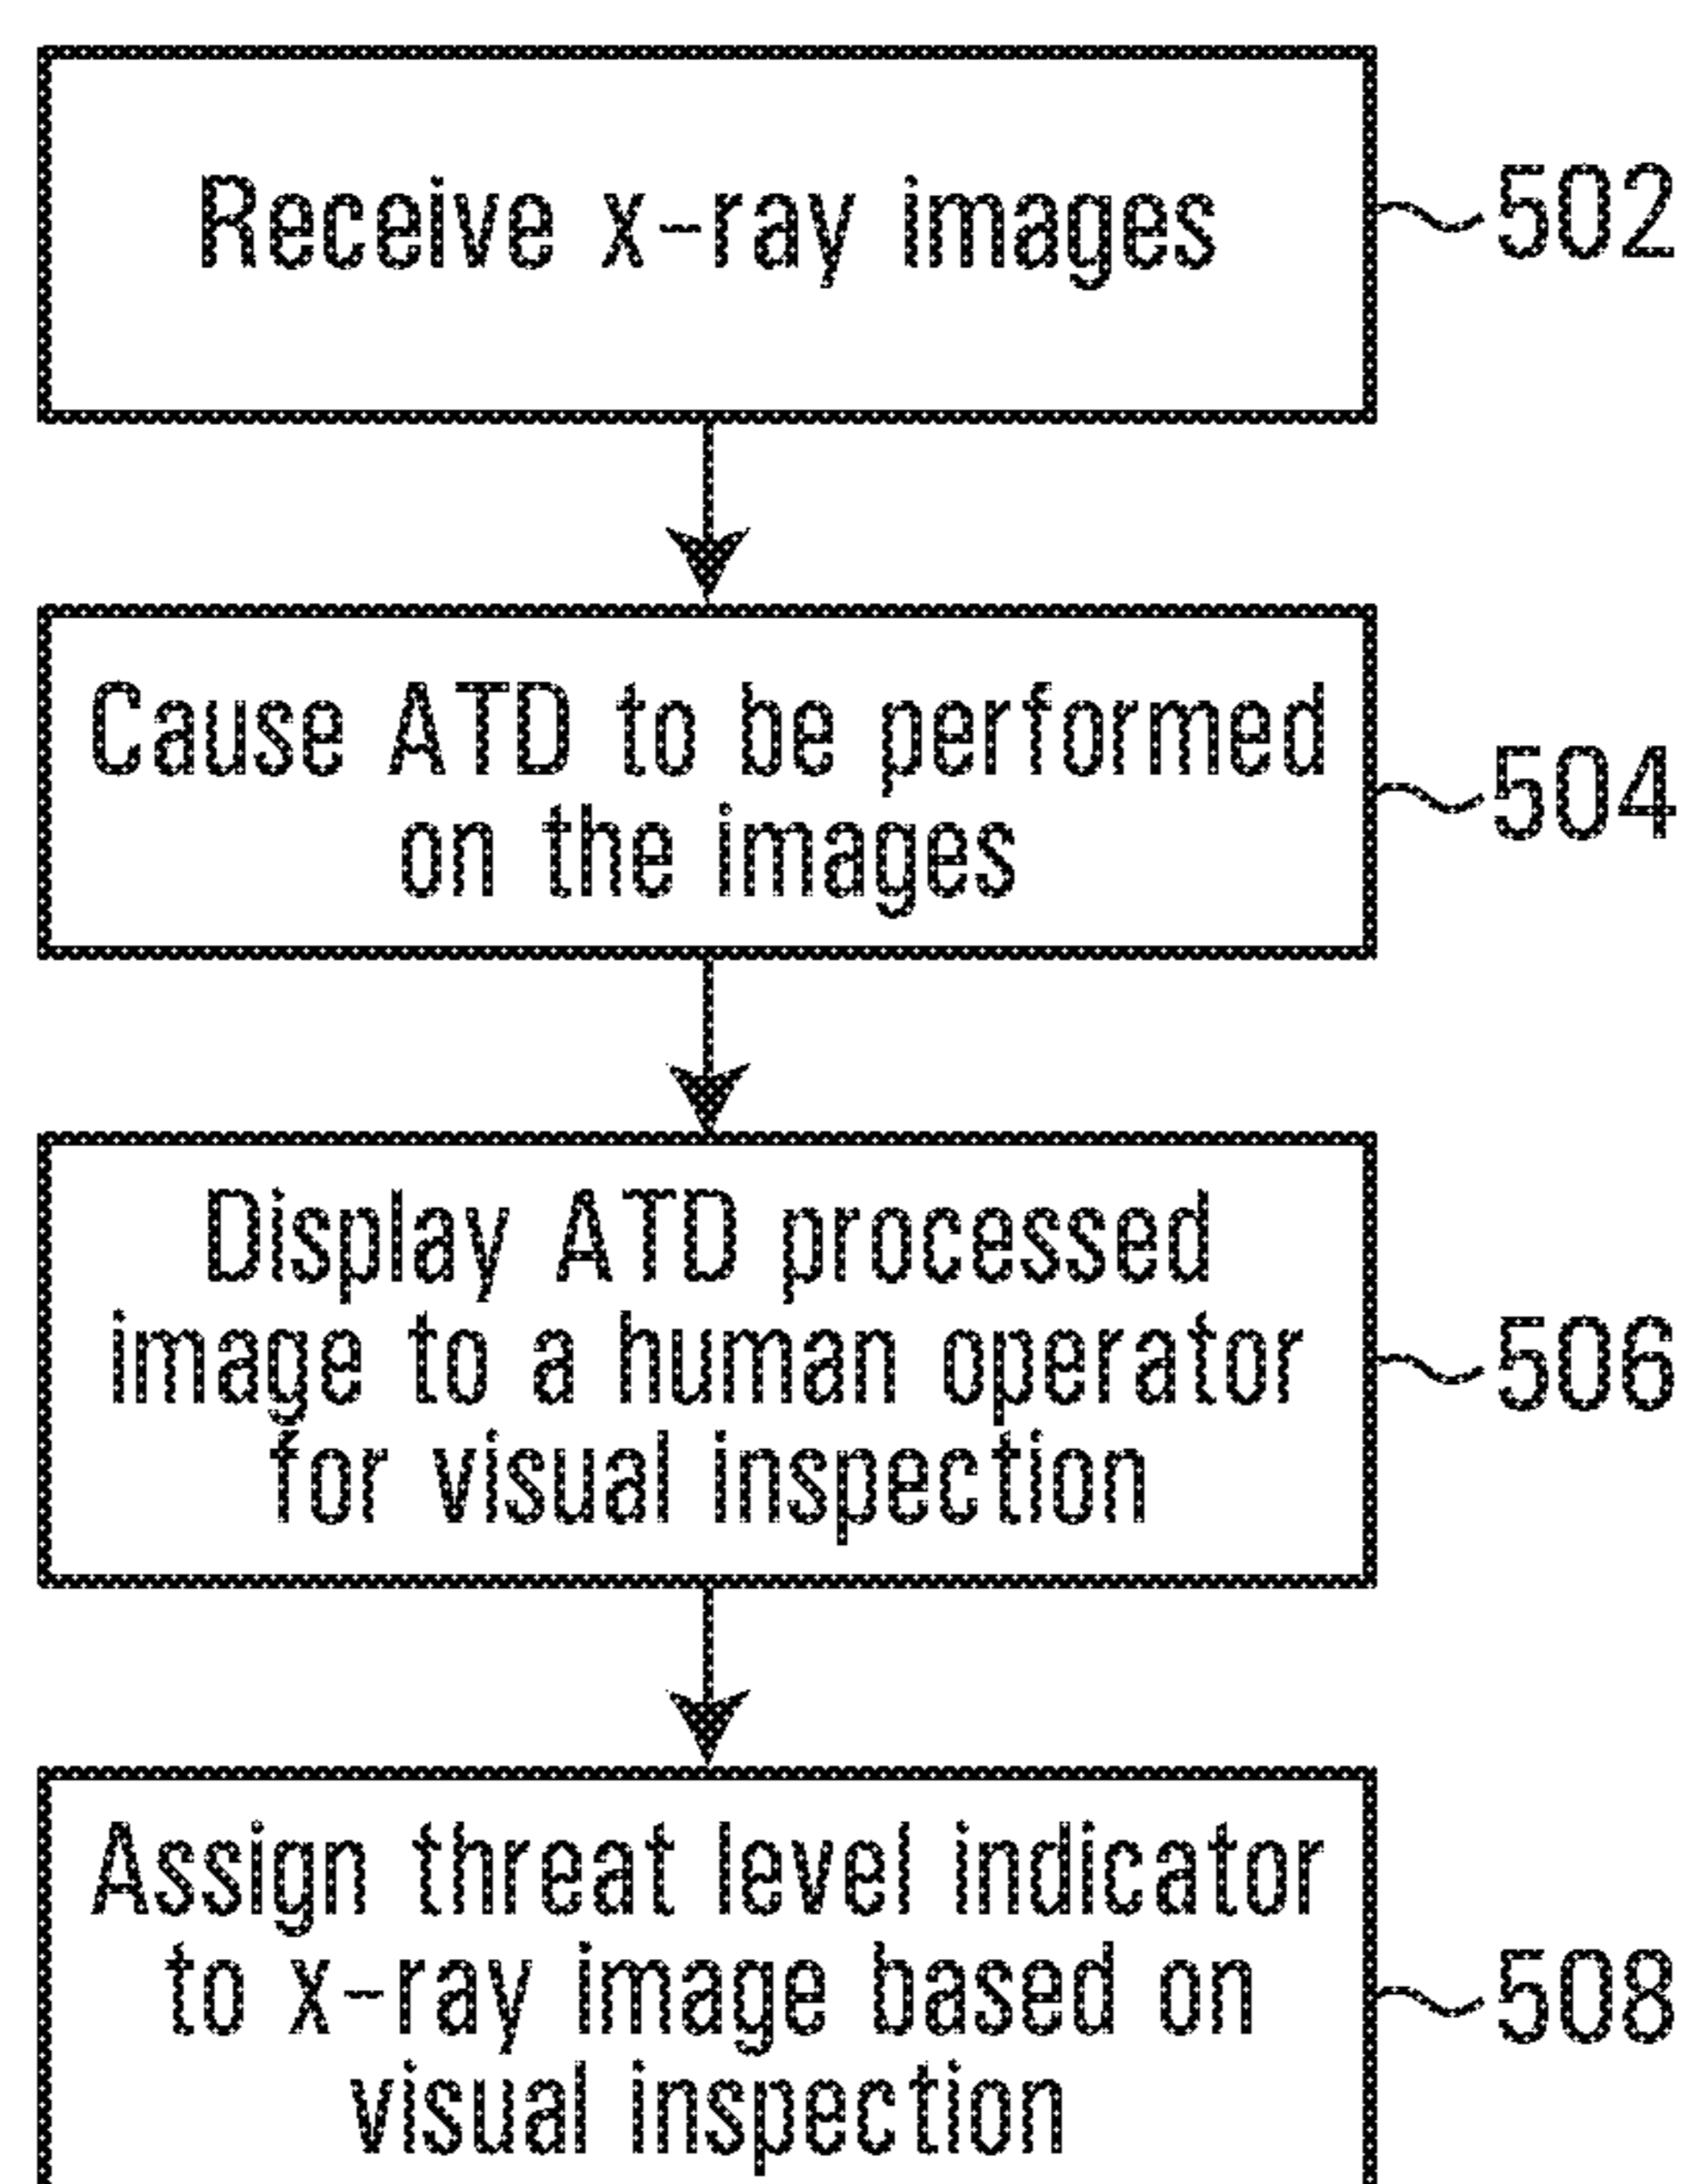 Receive x-ray images
502
Cause ATD to be performed
on the images
504
Display ATD processed
image to a human operator
for visual inspection
506
Assign threat level indicator
to x-ray image based on
visual inspection
508